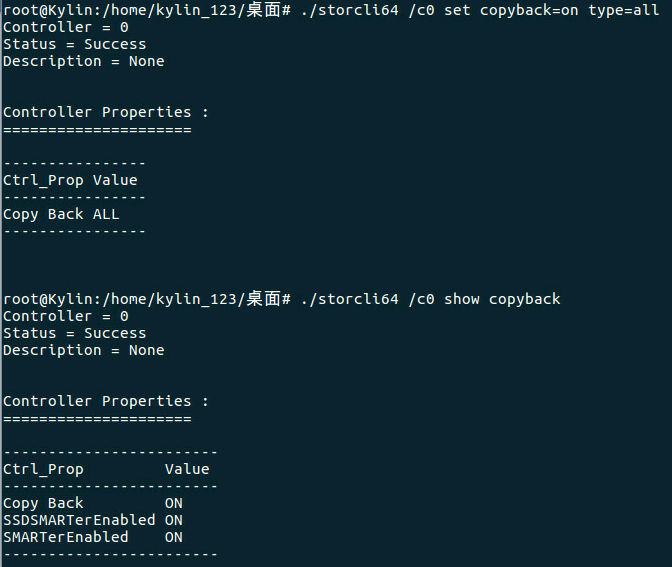 root@Kylin:/home/kylin_123/桌面# ./storcli64 /c0 set copyback=on type=all
Controller = 0
Status = Success
Description = None
Controller Properties :
=====================
----------------
Ctrl_Prop Value
----------------
Copy Back ALL
----------------
root@Kylin:/home/kylin_123/桌面# ./storcli64 /c0 show copyback
Controller = 0
Status = Success
Description = None
Controller Properties :
=====================
------------------------
Ctrl_Prop         Value
------------------------
Copy Back         ON
SSDSMARTerEnabled ON
SMARTerEnabled    ON
------------------------